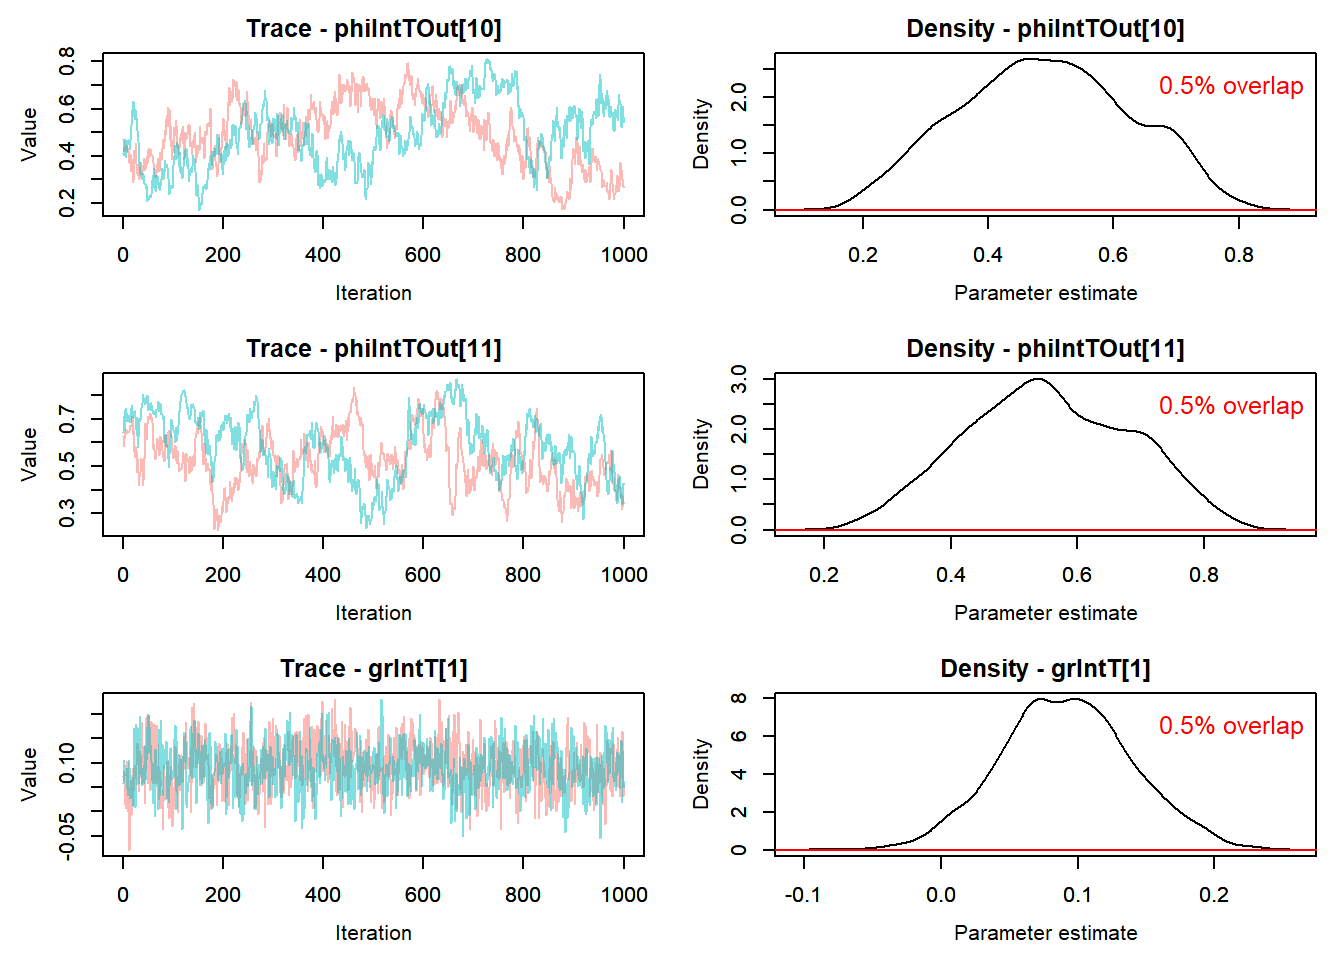 Trace - phiIntTOut[10]
Value
0.2 0.4 0.6 0.8
0 200 400 600 800 1000
Iteration
Density - phiIntTOut[10]
Density
0.0 1.0 2.0
0.5% overlap
0.2 0.4 0.6 0.8
Parameter estimate
Trace - phiIntTOut[11]
Value
0.3 0.5 0.7
0 200 400 600 800 1000
Iteration
Density - phiIntTOut[11]
Density
0.0 1.0 2.0 3.0
0.5% overlap
0.2 0.4 0.6 0.8
Parameter estimate
Trace - grIntT[1]
Value
-0.05 0.10
0 200 400 600 800 1000
Iteration
Density - grIntT[1]
Density
0 2 4 6 8
0.5% overlap
-0.1 0.0 0.1 0.2
Parameter estimate